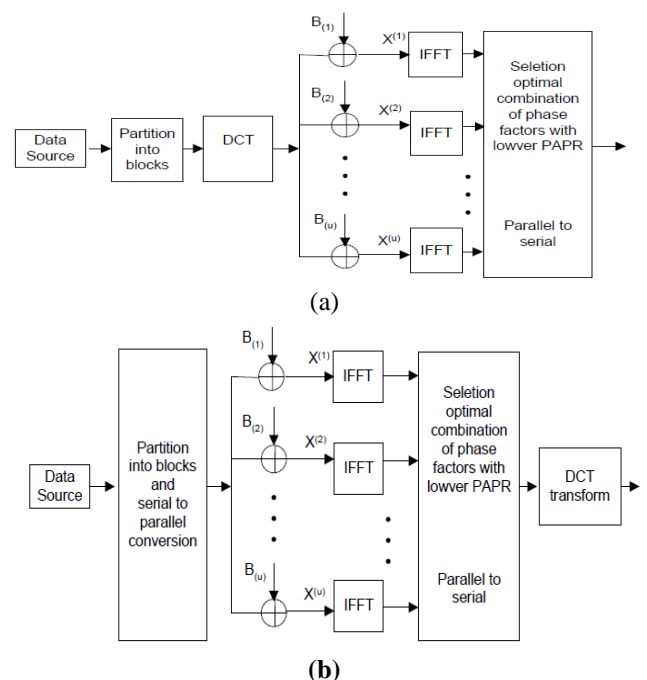 B(1)
X(1)
IFFT
B(2)
X(2)
IFFT
Data
Source
Partition
into
blocks
DCT
B(u)
X(u)
IFFT
Seletion
optimal
combination
of phase
factors with
lowver PAPR
Parallel to
serial
(a)
B(1)
X(1)
IFFT
B(2)
X(2)
IFFT
Data
Source
Partition
into blocks
and
serial to
parallel
conversion
B(u)
X(u)
IFFT
Seletion
optimal
combination
of phase
factors with
lowver PAPR
Parallel to
serial
DCT
transform
(b)